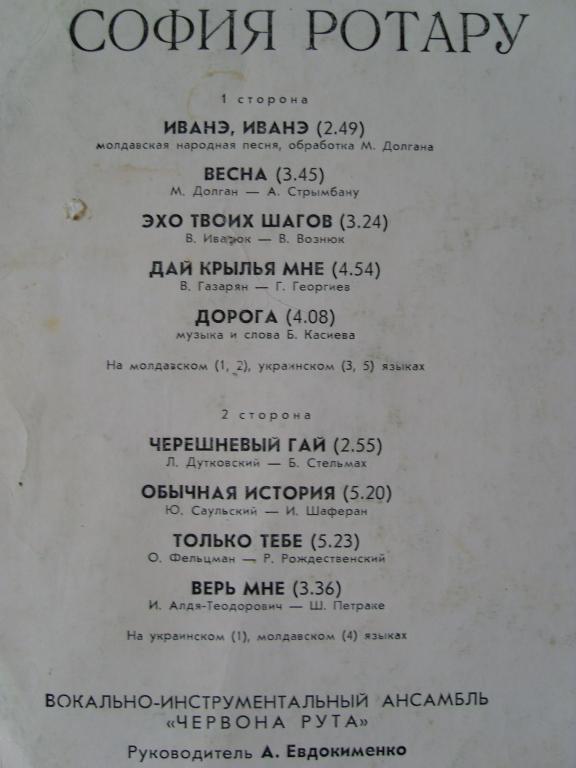 СОФИЯ РОТАРУ
1 сторона
ИВАНЭ, ИВАНЭ (2.49)
молдавская народная песня, обработка М. Долгана
ВЕСНА (3.45)
М. Долган — А. Стрымбану
ЭХО ТВОИХ ШАГОВ (3.24)
В. Ивасюк — В. Вознюк
ДАЙ КРЫЛЬЯ МНЕ (4.54)
В. Газарян — Г. Георгиев
ДОРОГА (4.08)
музыка и слова Б. Касиева
На молдавском (1, 2), украинском (3, 5) языках
2 сторона
ЧЕРЕШНЕВЫЙ ГАЙ (2.55)
Л. Дутковский — Б. Стельмах
ОБЫЧНАЯ ИСТОРИЯ (5.20)
Ю. Саульский — И. Шаферан
ТОЛЬКО ТЕБЕ (5.23)
О. Фельцман — Р. Рождественский
ВЕРЬ МНЕ (3.36)
И. Алдя-Теодорович — Ш. Петраке
На украинском (1), молдавском (4) языках
ВОКАЛЬНО-ИНСТРУМЕНТАЛЬНЫЙ АНСАМБЛЬ
«ЧЕРВОНА РУТА»
Руководитель А. Евдокименко